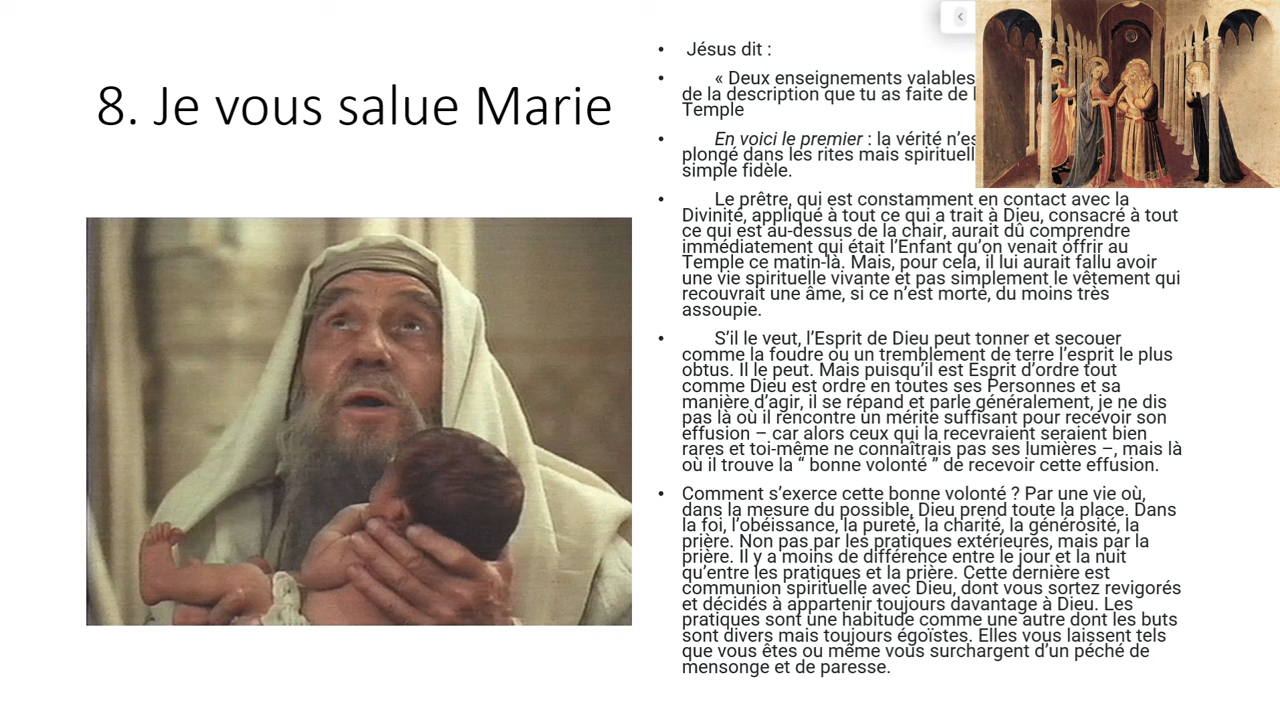 8. Je vous salue Marie
• Jésus dit :
• « Deux enseignements valables
de la description que tu as faite de
Temple
• En voici le premier : la vérité
plongé dans les rites mais
simple fidèle.
• Le prêtre, qui est constamment en contact avec la
Divinité, appliqué à tout ce qui a trait à Dieu, consacré à tout
ce qui est au-dessus de la chair, aurait dû comprendre
immédiatement qui était l’Enfant qu’on venait offrir au
Temple ce matin-là. Mais, pour cela, il lui aurait fallu avoir
une vie spirituelle vivante et pas simplement le vêtement qui
recouvrait une âme, si ce n’est morte, du moins très
assoupie.
• S’il le veut, l’Esprit de Dieu peut tonner et secouer
comme la foudre ou un tremblement de terre l’esprit le plus
obtus. Il le peut. Mais puisqu’il est Esprit d’ordre tout
comme Dieu est ordre en toutes ses Personnes et sa
manière d’agir, il se répand et parle généralement, je ne dis
pas là où il rencontre un mérite suffisant pour recevoir son
effusion – car alors ceux qui la recevraient seraient bien
rares et toi-même ne connaîtrais pas ses lumières –, mais là
où il trouve la “ bonne volonté ” de recevoir cette effusion.
• Comment s’exerce cette bonne volonté ? Par une vie où,
dans la mesure du possible, Dieu prend toute la place. Dans
la foi, l’obéissance, la pureté, la charité, la générosité, la
prière. Non pas par les pratiques extérieures, mais par la
prière. Il y a moins de différence entre le jour et la nuit
qu’entre les pratiques et la prière. Cette dernière est
communion spirituelle avec Dieu, dont vous sortez revigorés
et décidés à appartenir toujours davantage à Dieu. Les
pratiques sont une habitude comme une autre dont les buts
sont divers mais toujours égoïstes. Elles vous laissent tels
que vous êtes ou même vous surchargent d’un péché de
mensonge et de paresse.